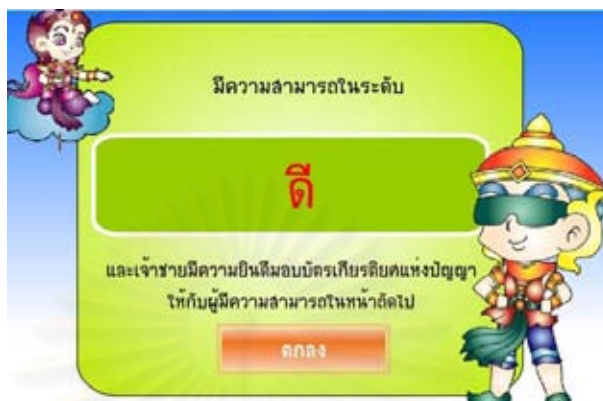 มีความสามารถในระดับ
ดี
และเจ้าชายมีความยินดีมอบบัตรเกียรติยศแห่งปัญญา
ให้กับผู้มีความสามารถในหน้าถัดไป
ตกลง